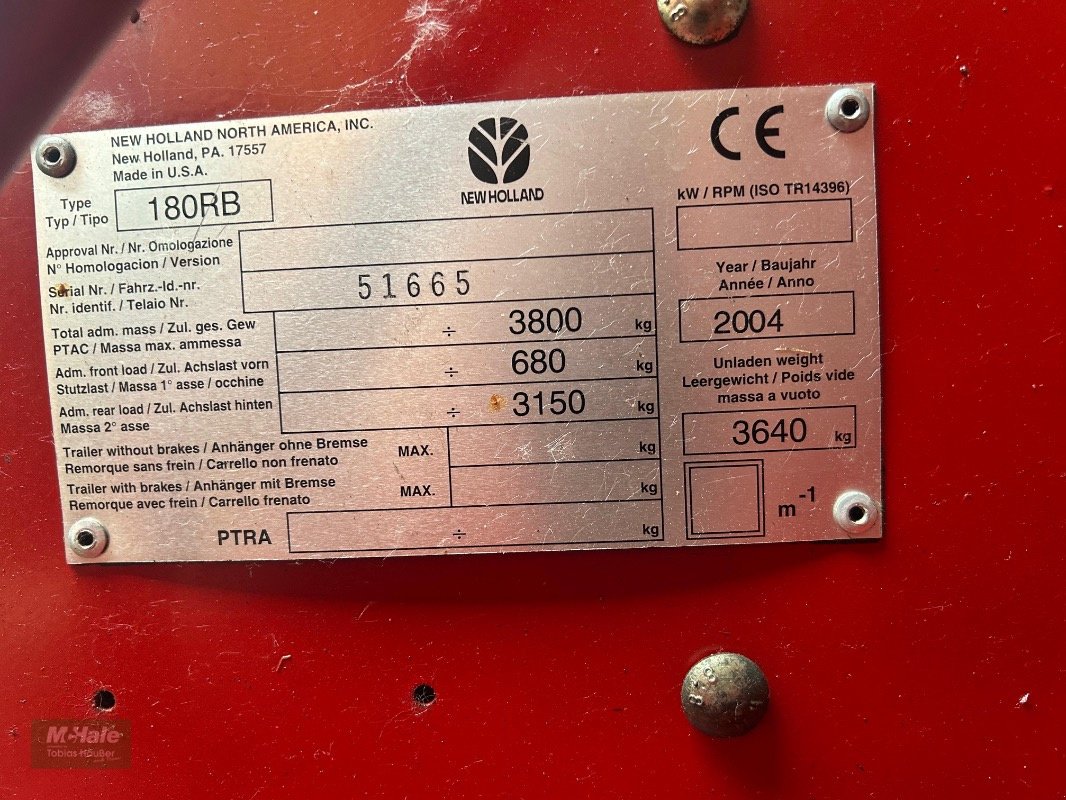 NEW HOLLAND NORTH AMERICA, INC.
New Holland, PA. 17557
Made in U.S.A.
Type
Typ / Tipo
180RB
NEW HOLLAND
CE
kW / RPM (ISO TR14396)
Approval Nr. / Nr. Omologazione
N° Homologacion / Version
Serial Nr. / Fahrz.-Id.-nr.
Nr. identif. / Telaio Nr.
51665
Year / Baujahr
Année / Anno
2004
Total adm. mass / Zul. ges. Gew
PTAC / Massa max. ammessa
÷ 3800 kg
Adm. front load / Zul. Achslast vorn
Stutzlast / Massa 1° asse / occhine
÷ 680 kg
Adm. rear load / Zul. Achslast hinten
Massa 2° asse
÷ 3150 kg
Unladen weight
Leergewicht / Poids vide
massa a vuoto
3640 kg
Trailer without brakes / Anhänger ohne Bremse
Remorque sans frein / Carrello non frenato
MAX. kg
Trailer with brakes / Anhänger mit Bremse
Remorque avec frein / Carrello frenato
MAX. kg
PTRA ÷ kg
m-1
McHale
Tobias Häußer